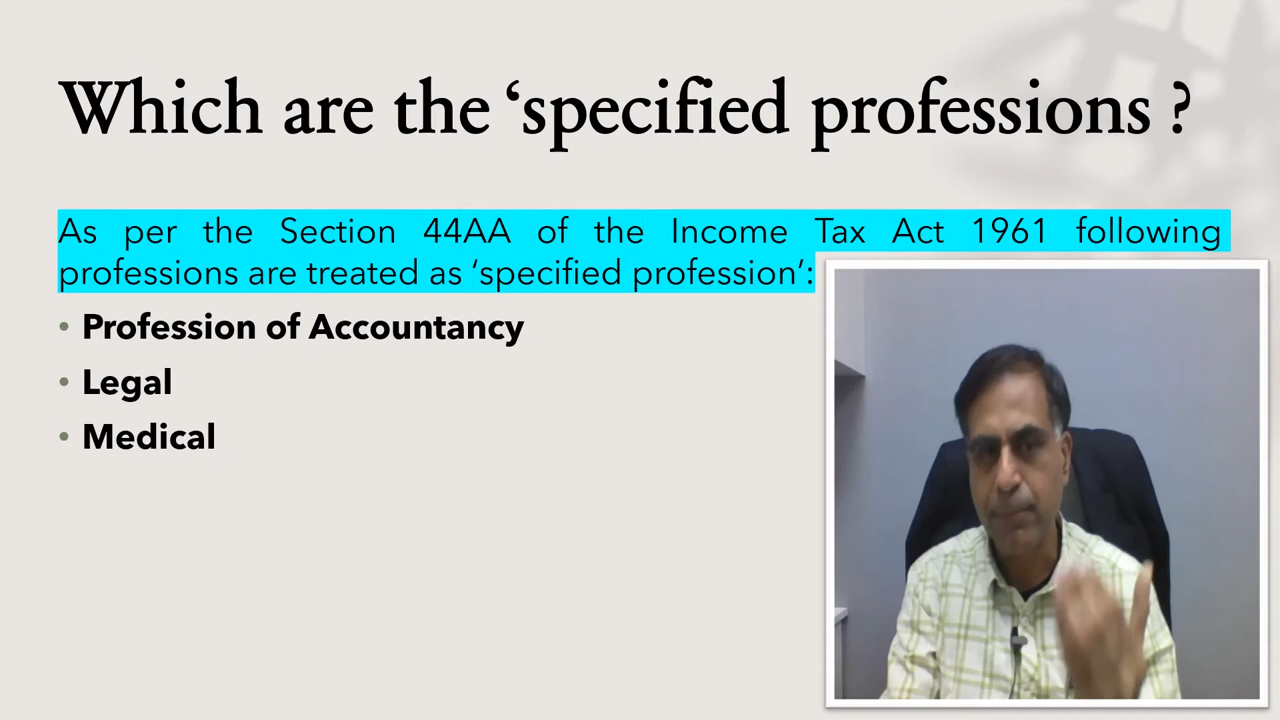 Which are the ‘specified professions ?
As per the Section 44AA of the Income Tax Act 1961 following
professions are treated as ‘specified profession’:
• Profession of Accountancy
• Legal
• Medical